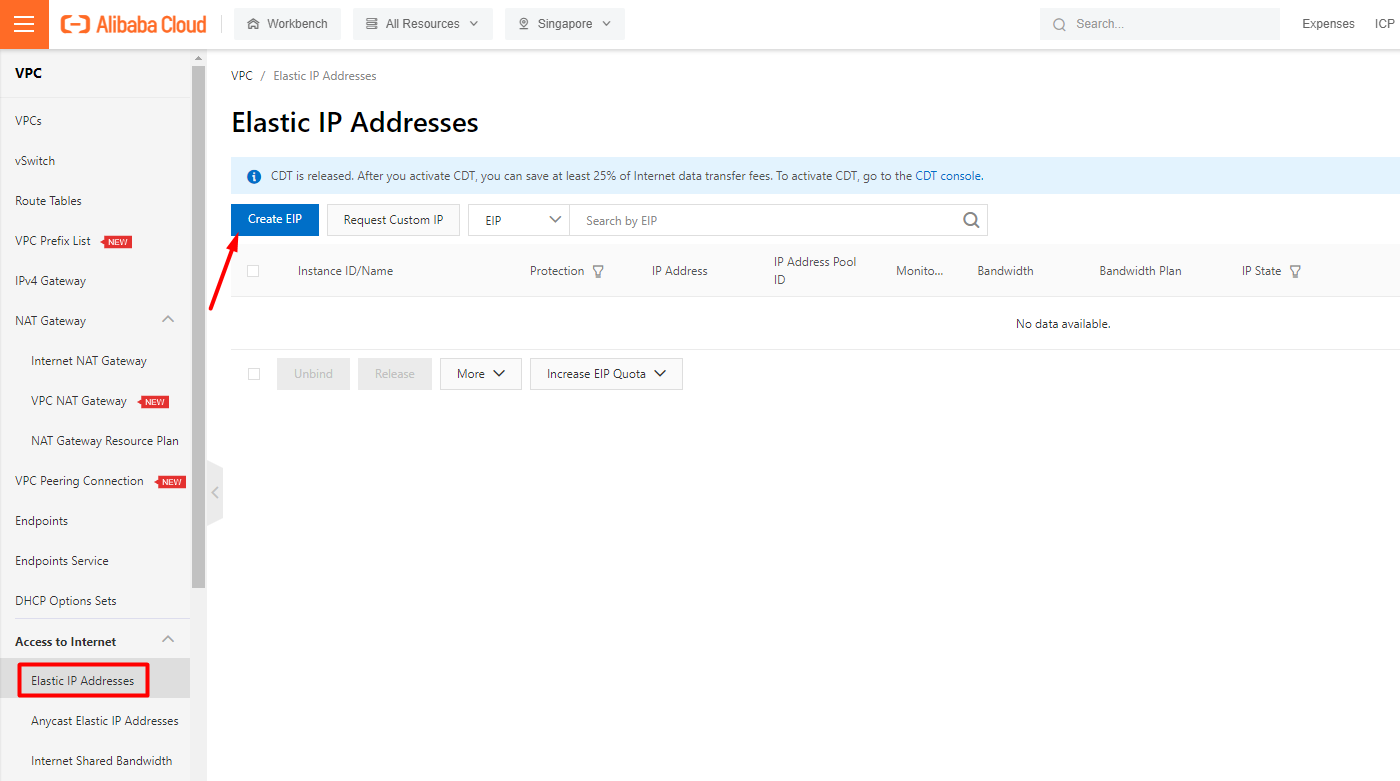 Alibaba Cloud
Workbench
All Resources
Singapore
Search...
Expenses
ICP
VPC
VPCs
vSwitch
Route Tables
VPC Prefix List NEW
IPv4 Gateway
NAT Gateway
Internet NAT Gateway
VPC NAT Gateway NEW
NAT Gateway Resource Plan
VPC Peering Connection NEW
Endpoints
Endpoints Service
DHCP Options Sets
Access to Internet
Elastic IP Addresses
Anycast Elastic IP Addresses
Internet Shared Bandwidth
VPC / Elastic IP Addresses
Elastic IP Addresses
CDT is released. After you activate CDT, you can save at least 25% of Internet data transfer fees. To activate CDT, go to the CDT console.
Create EIP
Request Custom IP
EIP
Search by EIP
Instance ID/Name
Protection
IP Address
IP Address Pool
ID
Monito...
Bandwidth
Bandwidth Plan
IP State
No data available.
Unbind
Release
More
Increase EIP Quota